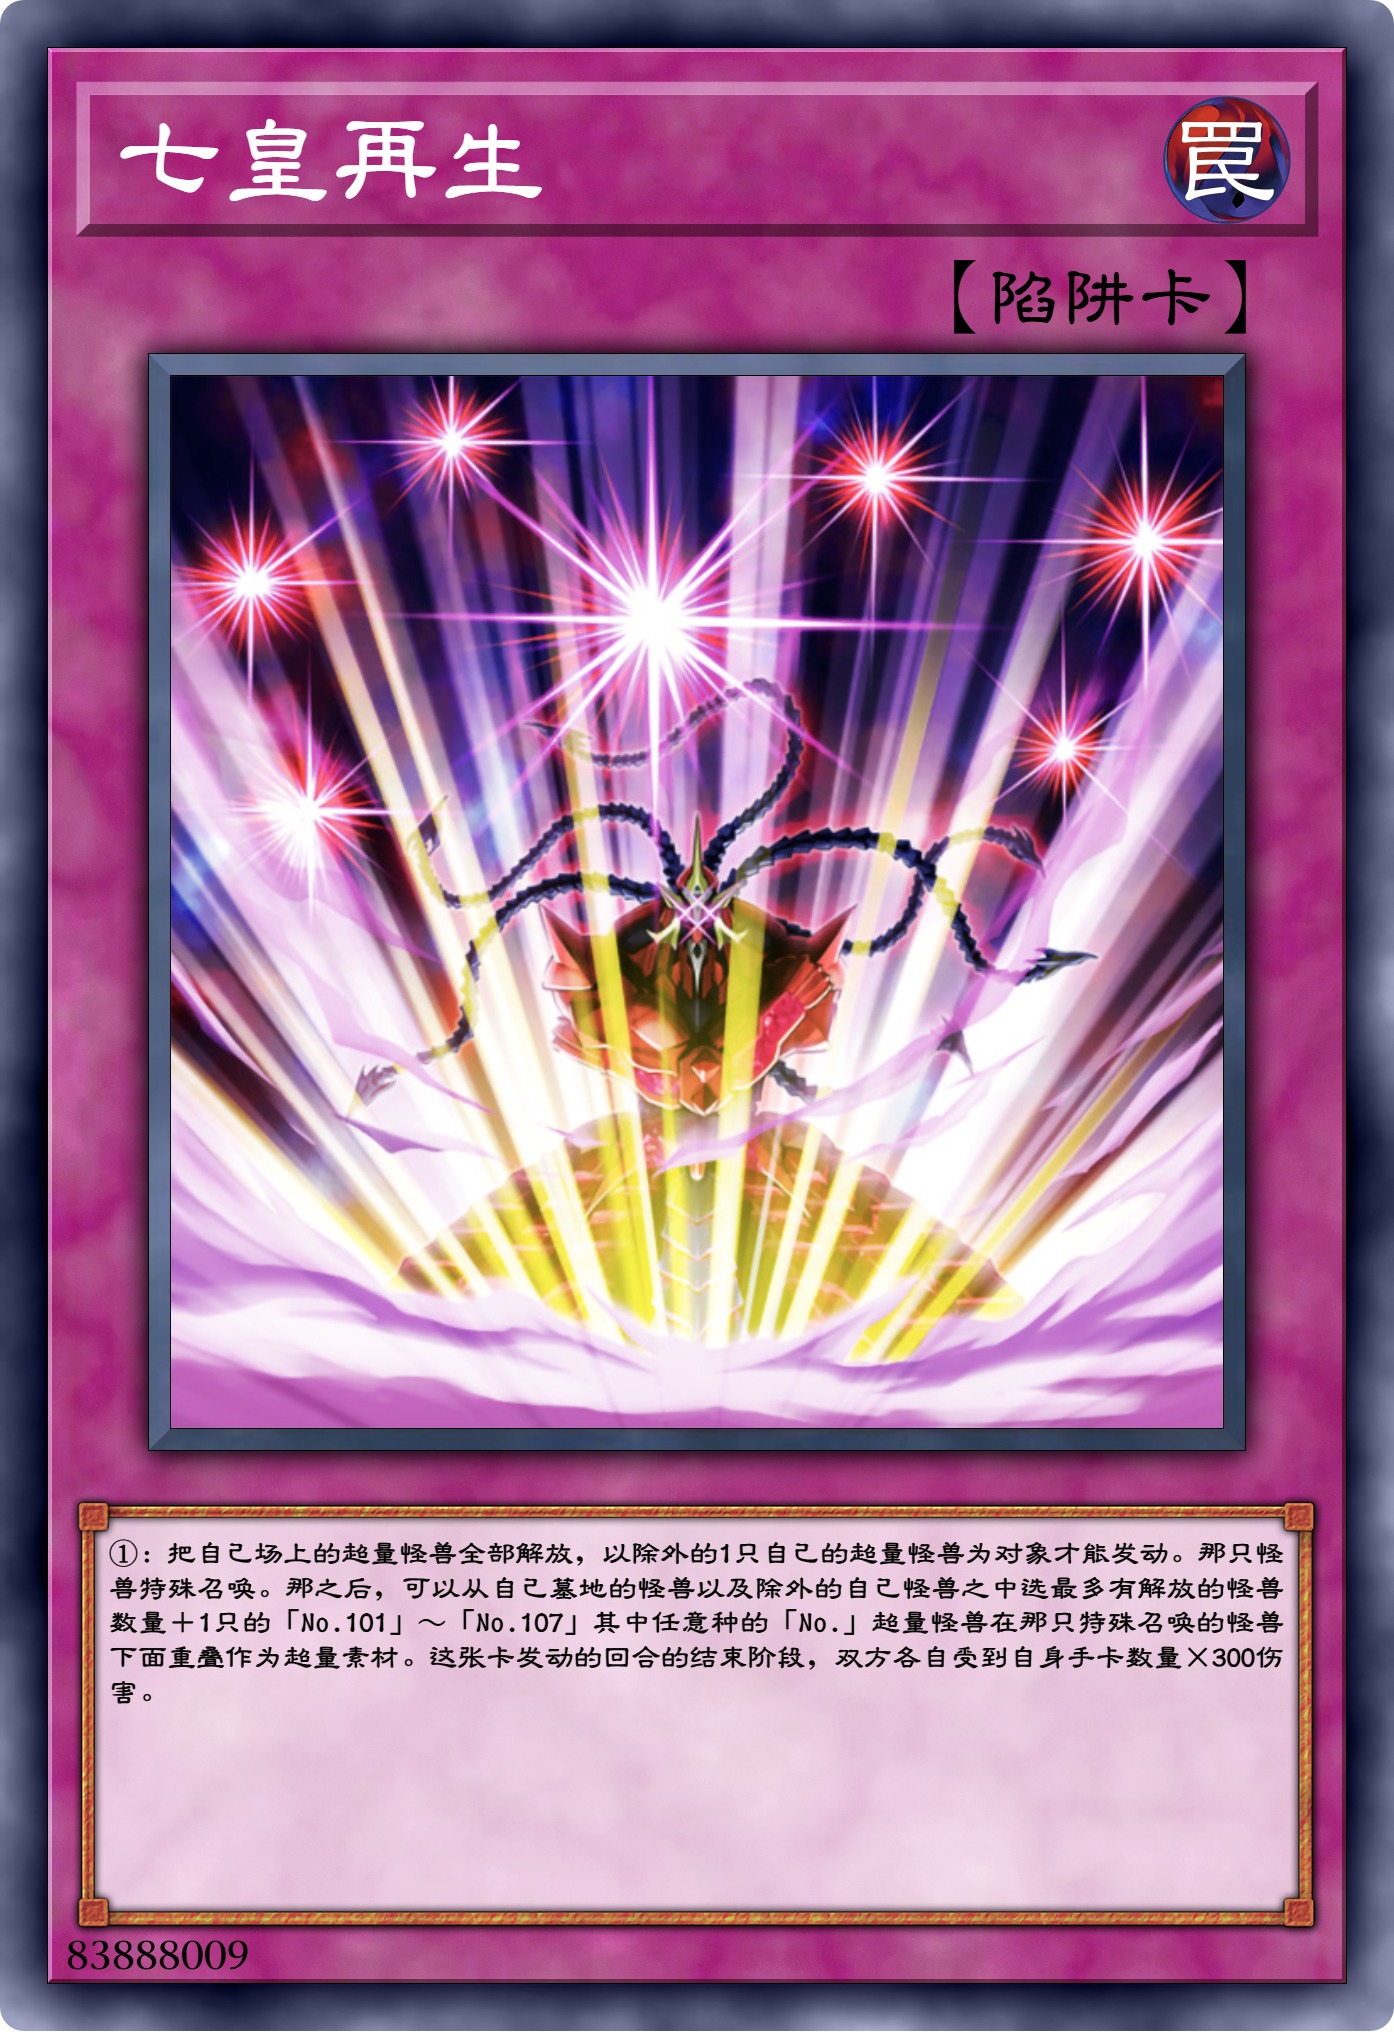 七皇再生
罠
【陷阱卡】
①：把自己场上的超量怪兽全部解放，以除外的1只自己的超量怪兽为对象才能发动。那只怪
兽特殊召唤。那之后，可以从自己墓地的怪兽以及除外的自己怪兽之中选最多有解放的怪兽
数量＋1只的「No.101」～「No.107」其中任意种的「No.」超量怪兽在那只特殊召唤的怪兽
下面重叠作为超量素材。这张卡发动的回合的结束阶段，双方各自受到自身手卡数量×300伤
害。
83888009